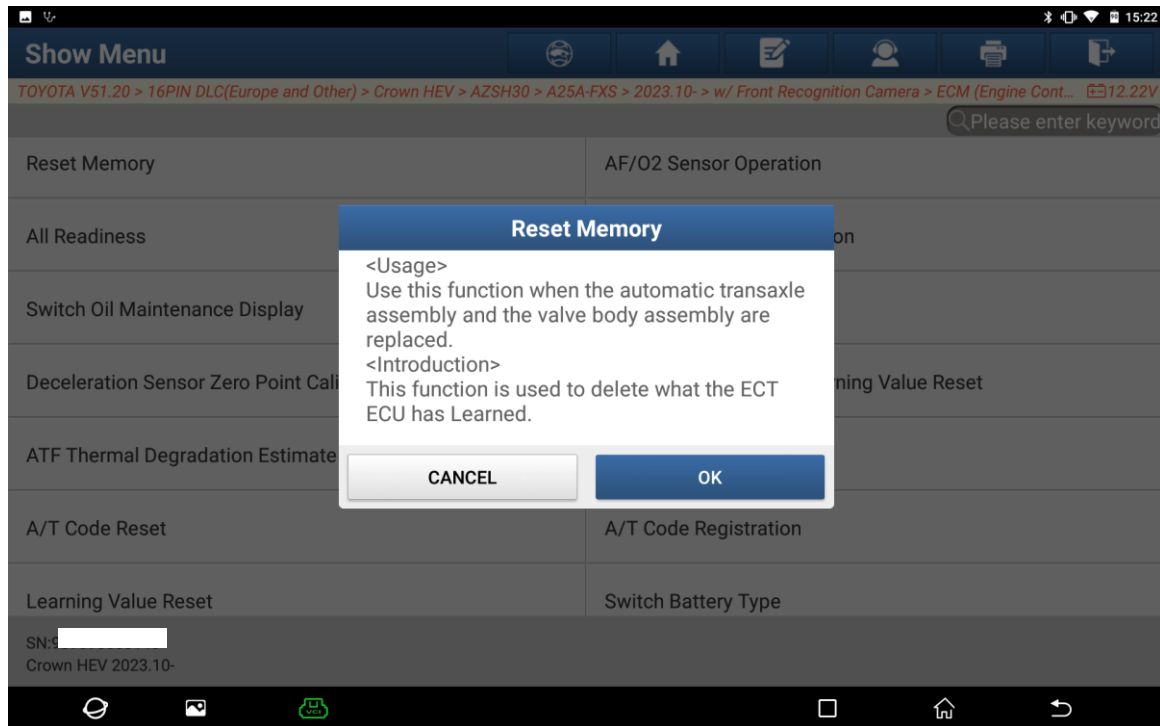 90 15:22
Show Menu
TOYOTA V51.20 > 16PIN DLC(Europe and Other) > Crown HEV > AZSH30 > A25A-FXS > 2023.10- > w/ Front Recognition Camera > ECM (Engine Cont... 12.22V
Please enter keyword
Reset Memory
AF/O2 Sensor Operation
All Readiness
on
Switch Oil Maintenance Display
Deceleration Sensor Zero Point Cali
rning Value Reset
ATF Thermal Degradation Estimate
A/T Code Reset
A/T Code Registration
Learning Value Reset
Switch Battery Type
Reset Memory
<Usage>
Use this function when the automatic transaxle
assembly and the valve body assembly are
replaced.
<Introduction>
This function is used to delete what the ECT
ECU has Learned.
CANCEL
OK
SN:
Crown HEV 2023.10-
VCI